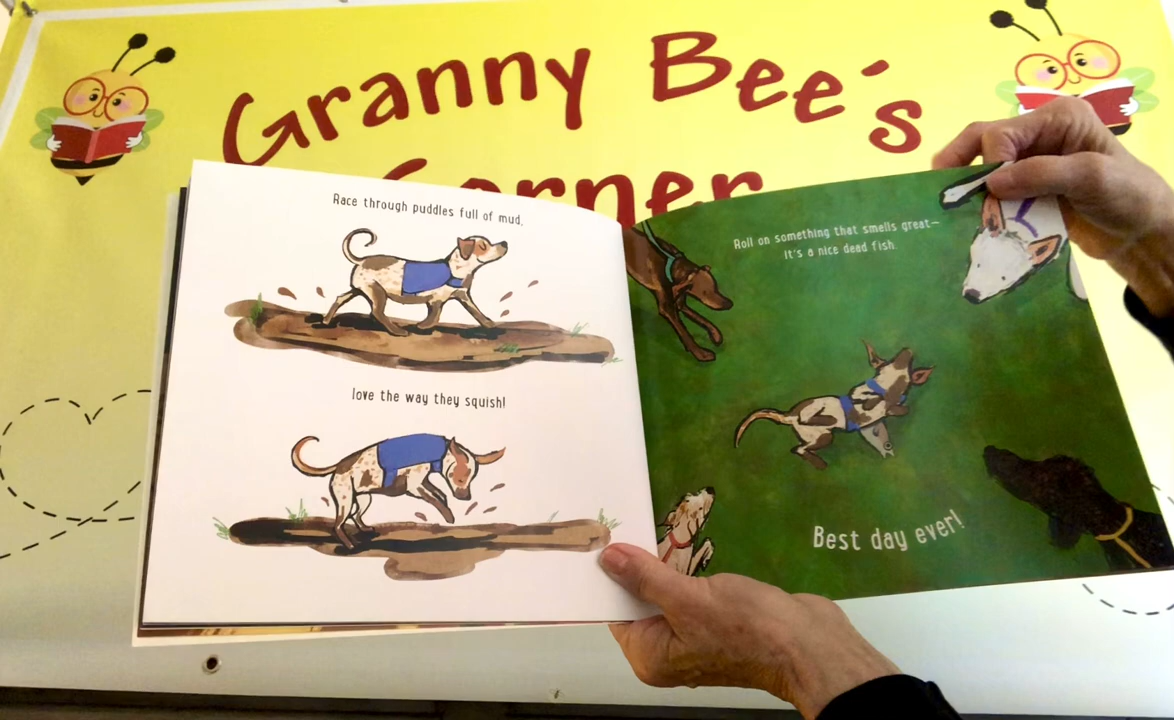 Granny Bee's
Corner
Race through puddles full of mud,
love the way they squish!
Roll on something that smells great—
it's a nice dead fish.
Best day ever!